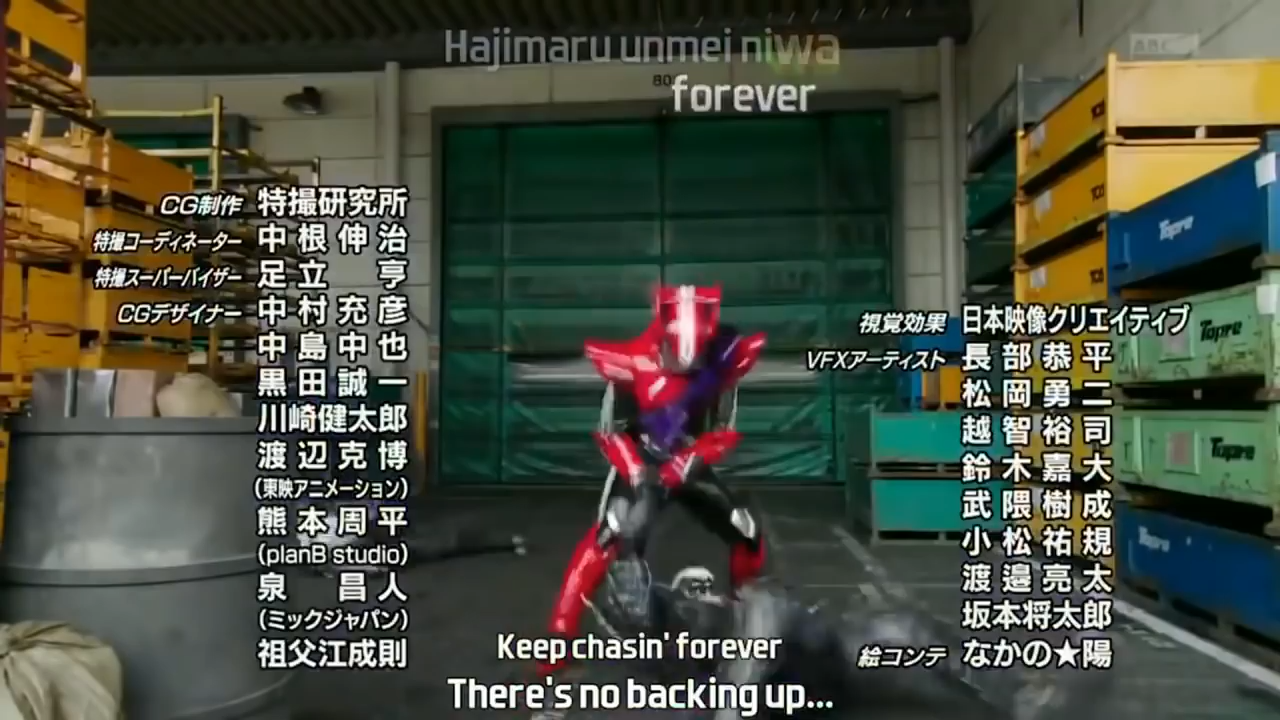 Hajimaru unmei niwa
ABC
80
forever
CG制作 特撮研究所
特撮コーディネーター 中根伸治
特撮スーパーバイザー 足立 亨
CGデザイナー 中村充彦
中島中也
黒田誠一
川崎健太郎
渡辺克博
(東映アニメーション)
熊本周平
(planB studio)
泉 昌人
(ミックジャパン)
祖父江成則
視覚効果 日本映像クリエイティブ
VFXアーティスト 長部恭平
松岡勇二
越智裕司
鈴木嘉大
武隈樹成
小松祐規
渡邉亮太
坂本将太郎
絵コンテ なかの★陽
Topre
Topre
Topre
Topre
Keep chasin' forever
There's no backing up...